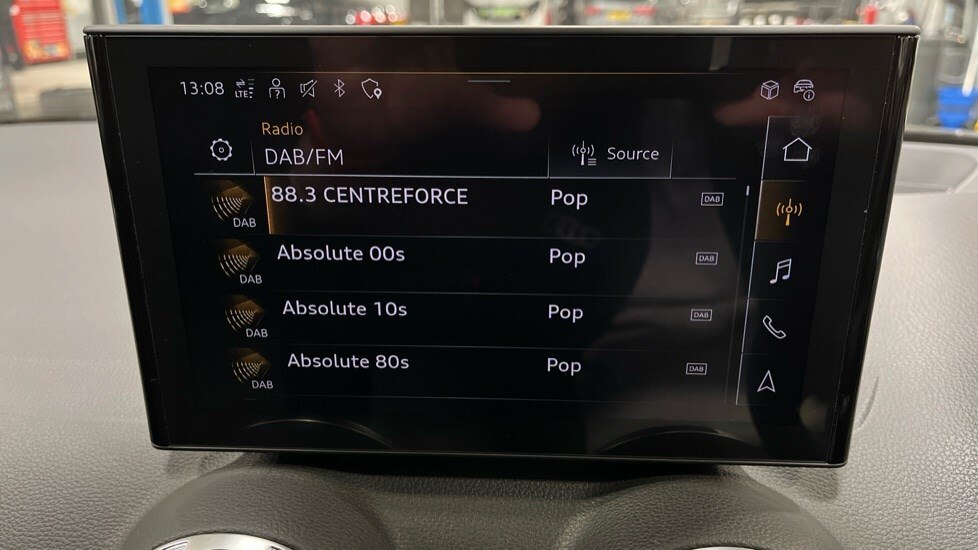 13:08 LTE
Radio
DAB/FM
Source
DAB 88.3 CENTREFORCE Pop DAB
DAB Absolute 00s Pop DAB
DAB Absolute 10s Pop DAB
DAB Absolute 80s Pop DAB